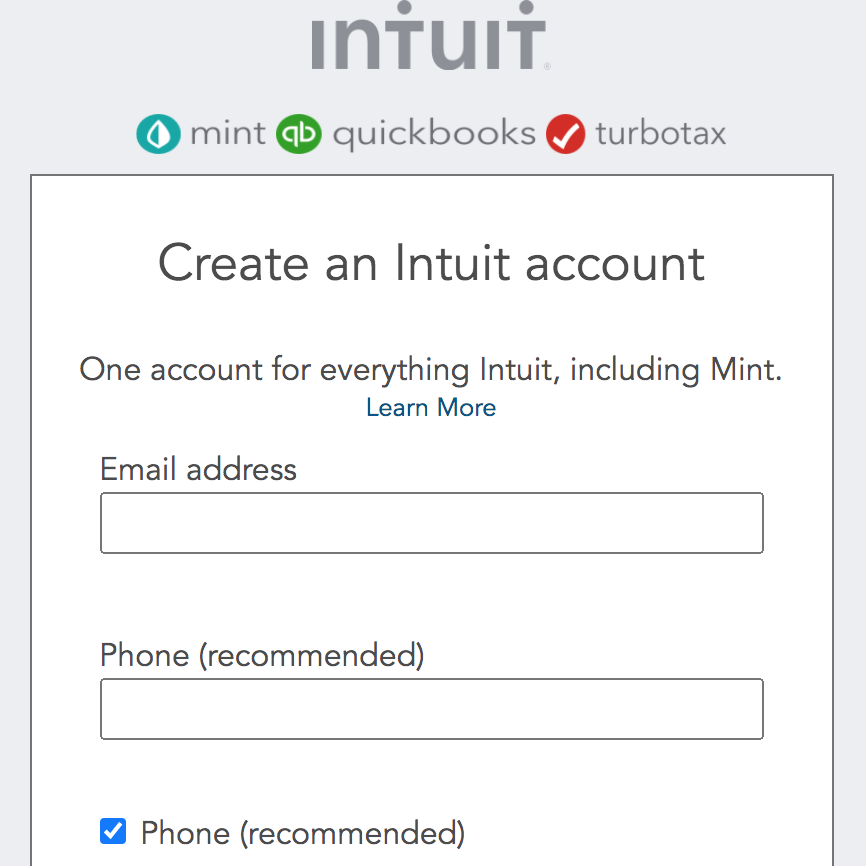 intuit®
mint qb quickbooks turbotax
Create an Intuit account
One account for everything Intuit, including Mint.
Learn More
Email address
Phone (recommended)
Phone (recommended)